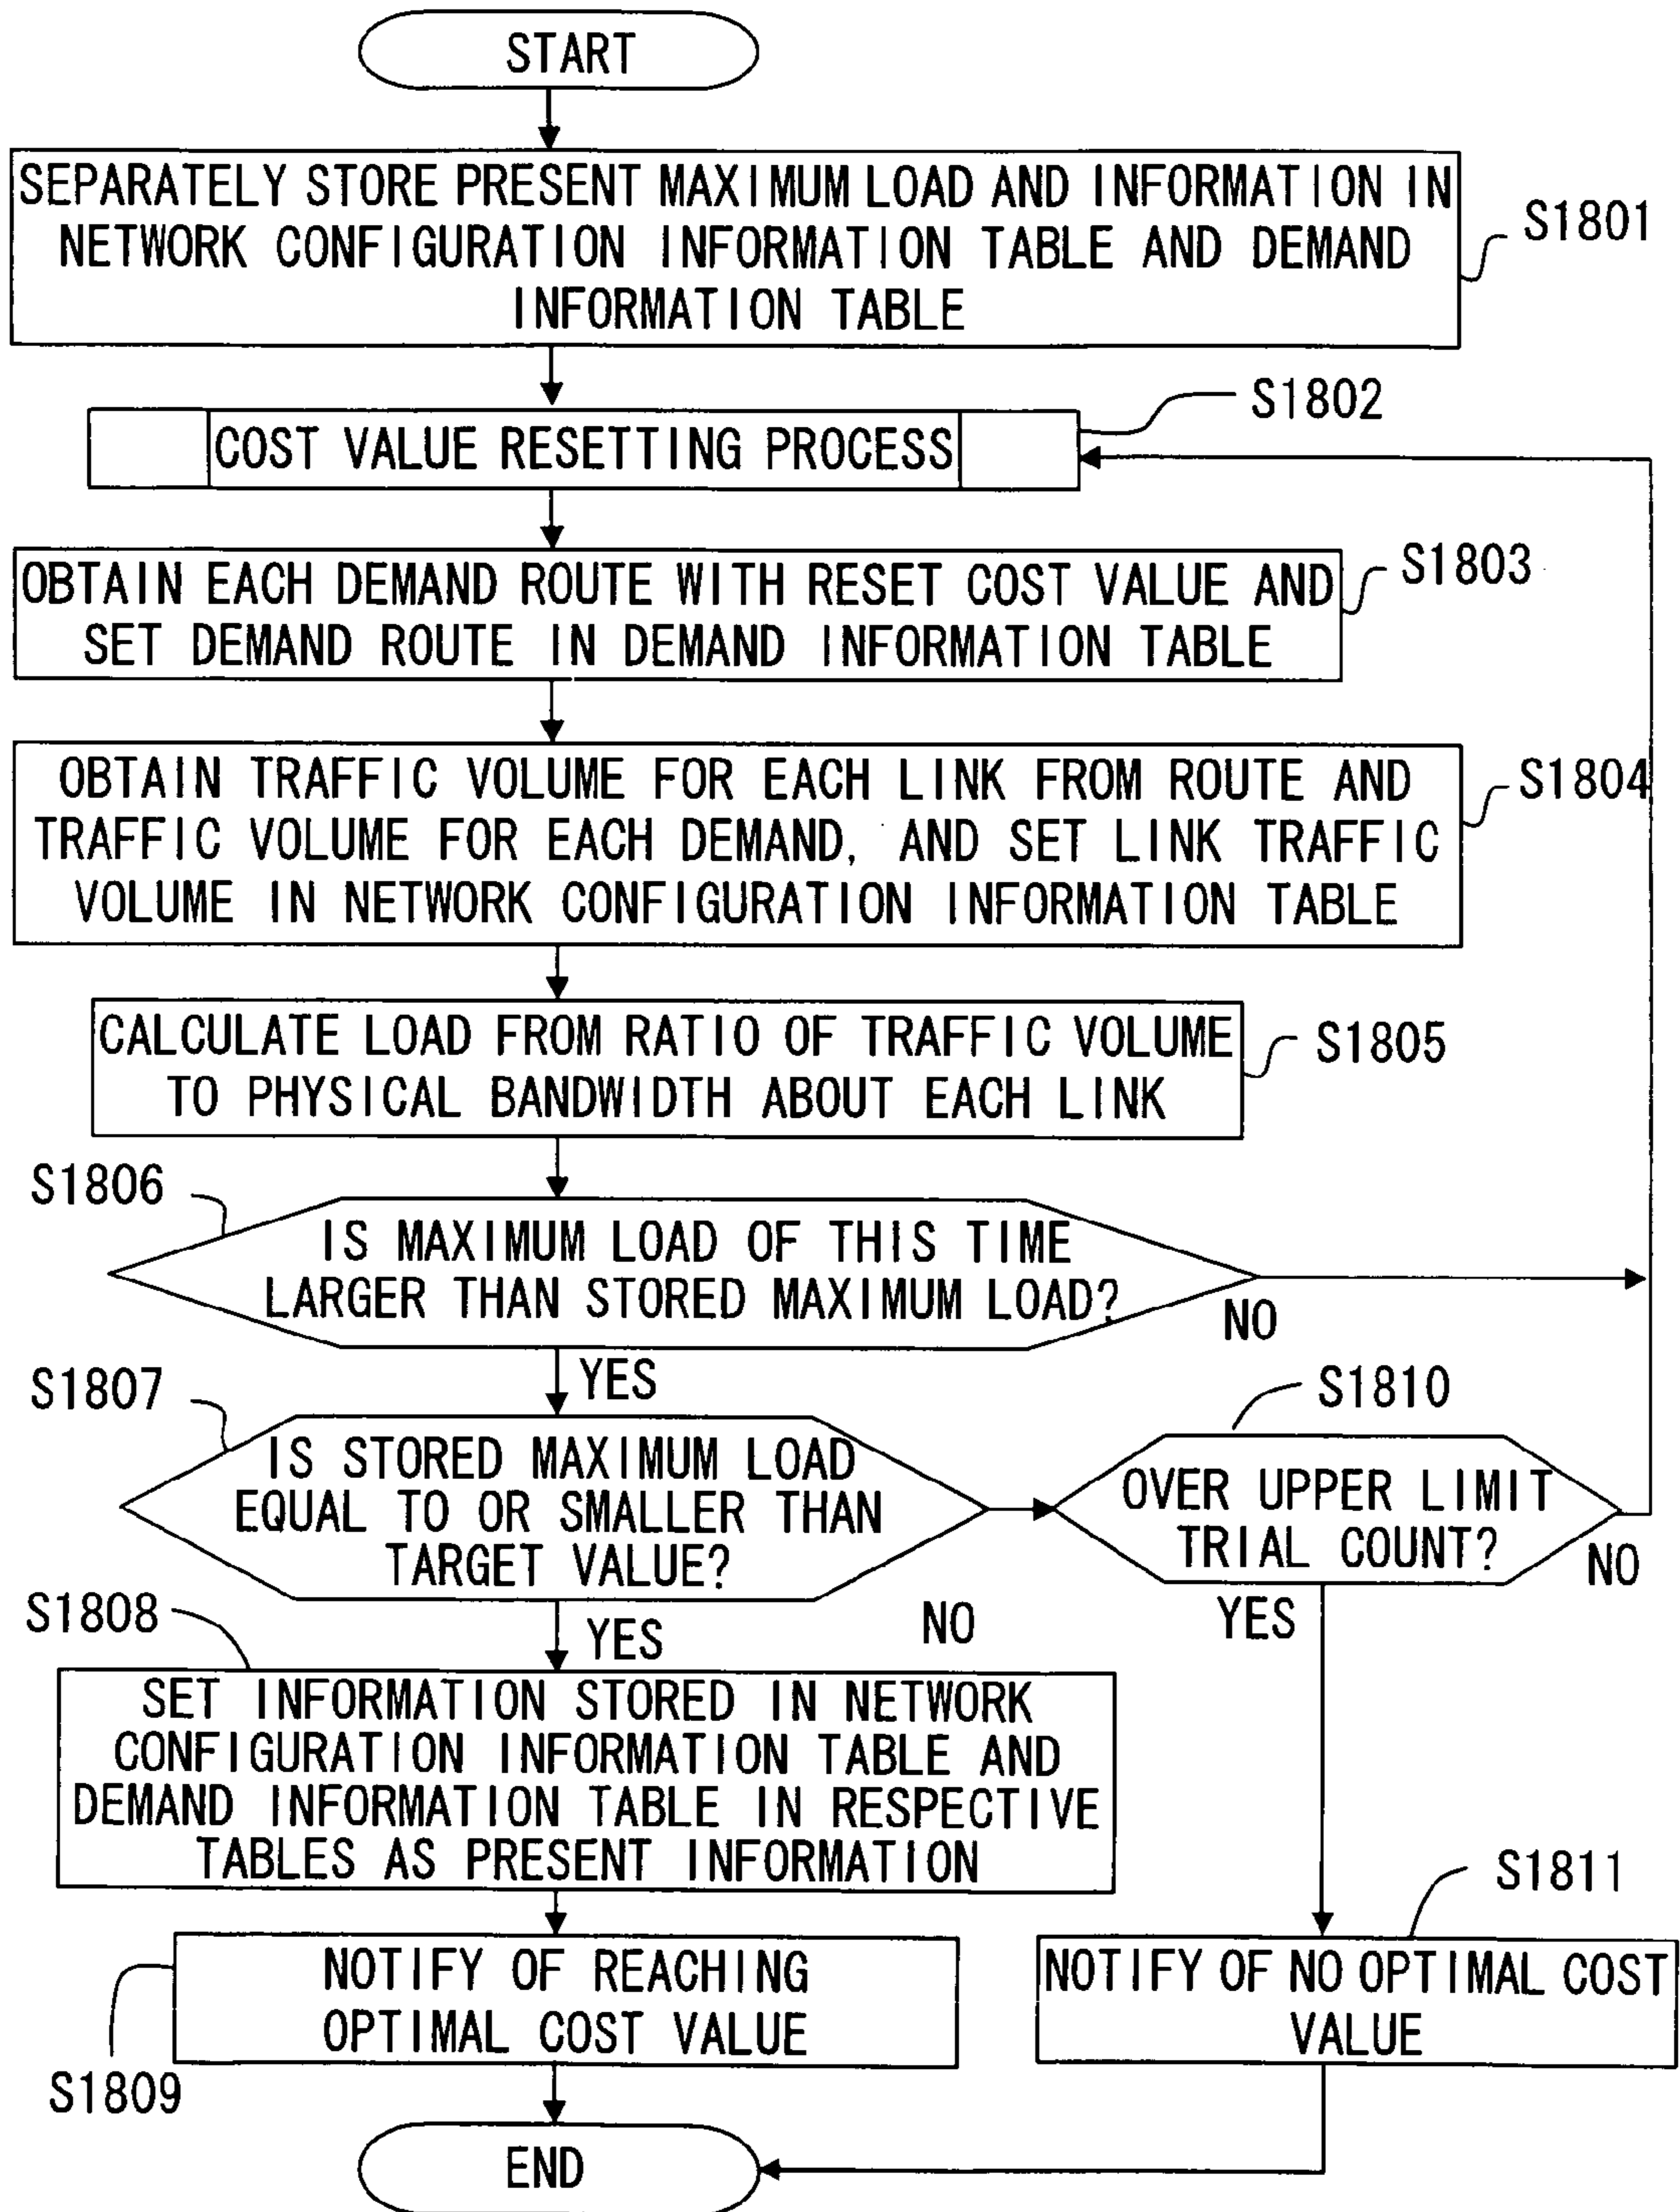 START
SEPARATELY STORE PRESENT MAXIMUM LOAD AND INFORMATION IN
NETWORK CONFIGURATION INFORMATION TABLE AND DEMAND
INFORMATION TABLE
S1801
COST VALUE RESETTING PROCESS
S1802
OBTAIN EACH DEMAND ROUTE WITH RESET COST VALUE AND
SET DEMAND ROUTE IN DEMAND INFORMATION TABLE
S1803
OBTAIN TRAFFIC VOLUME FOR EACH LINK FROM ROUTE AND
TRAFFIC VOLUME FOR EACH DEMAND, AND SET LINK TRAFFIC
VOLUME IN NETWORK CONFIGURATION INFORMATION TABLE
S1804
CALCULATE LOAD FROM RATIO OF TRAFFIC VOLUME
TO PHYSICAL BANDWIDTH ABOUT EACH LINK
S1805
S1806
IS MAXIMUM LOAD OF THIS TIME
LARGER THAN STORED MAXIMUM LOAD?
NO
YES
S1807
IS STORED MAXIMUM LOAD
EQUAL TO OR SMALLER THAN
TARGET VALUE?
S1810
OVER UPPER LIMIT
TRIAL COUNT?
NO
YES
NO
YES
S1808
SET INFORMATION STORED IN NETWORK
CONFIGURATION INFORMATION TABLE AND
DEMAND INFORMATION TABLE IN RESPECTIVE
TABLES AS PRESENT INFORMATION
S1811
NOTIFY OF REACHING
OPTIMAL COST VALUE
S1809
NOTIFY OF NO OPTIMAL COST
VALUE
END